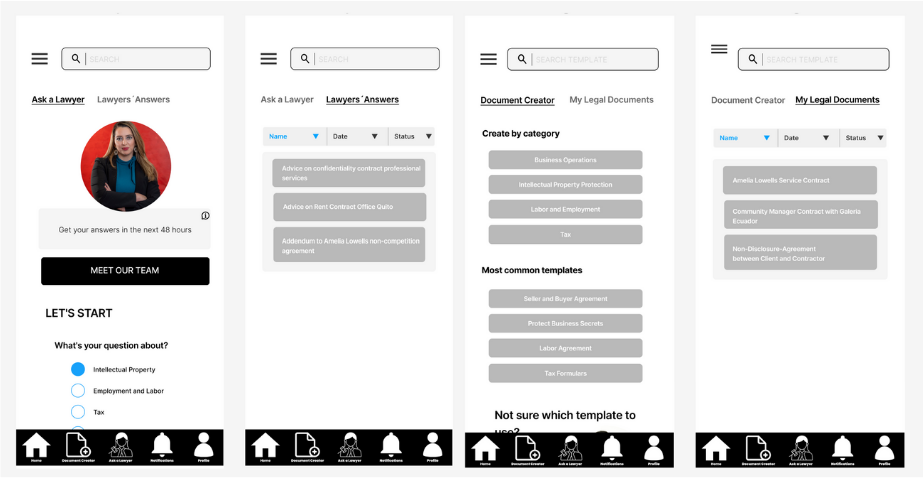 SEARCH
Ask a Lawyer
Lawyers´Answers
Get your answers in the next 48 hours
MEET OUR TEAM
LET'S START
What's your question about?
Intellectual Property
Employment and Labor
Tax
Home
Document Creator
Ask a Lawyer
Notifications
Profile
SEARCH
Ask a Lawyer
Lawyers´Answers
Name
Date
Status
Advice on confidentiality contract professional
services
Advice on Rent Contract Office Quito
Addendum to Amelia Lowells non-competition
agreement
Home
Document Creator
Ask a Lawyer
Notifications
Profile
SEARCH TEMPLATE
Document Creator
My Legal Documents
Create by category
Business Operations
Intellectual Property Protection
Labor and Employment
Tax
Most common templates
Seller and Buyer Agreement
Protect Business Secrets
Labor Agreement
Tax Formulars
Not sure which template to
use?
Home
Document Creator
Ask a Lawyer
Notifications
Profile
SEARCH TEMPLATE
Document Creator
My Legal Documents
Name
Date
Status
Amelia Lowells Service Contract
Community Manager Contract with Galeria
Ecuador
Non-Disclosure-Agreement
between Client and Contractor
Home
Document Creator
Ask a Lawyer
Notifications
Profile